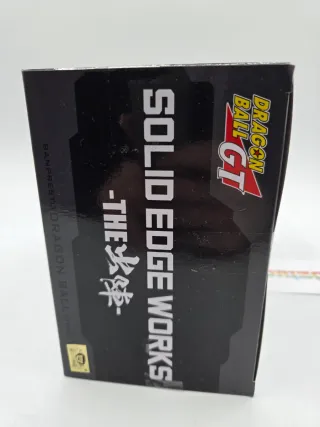 DRAGON
BALL
GT
SOLID EDGE WORKS
-THE出陣-
BANPRESTO DRAGON BALL